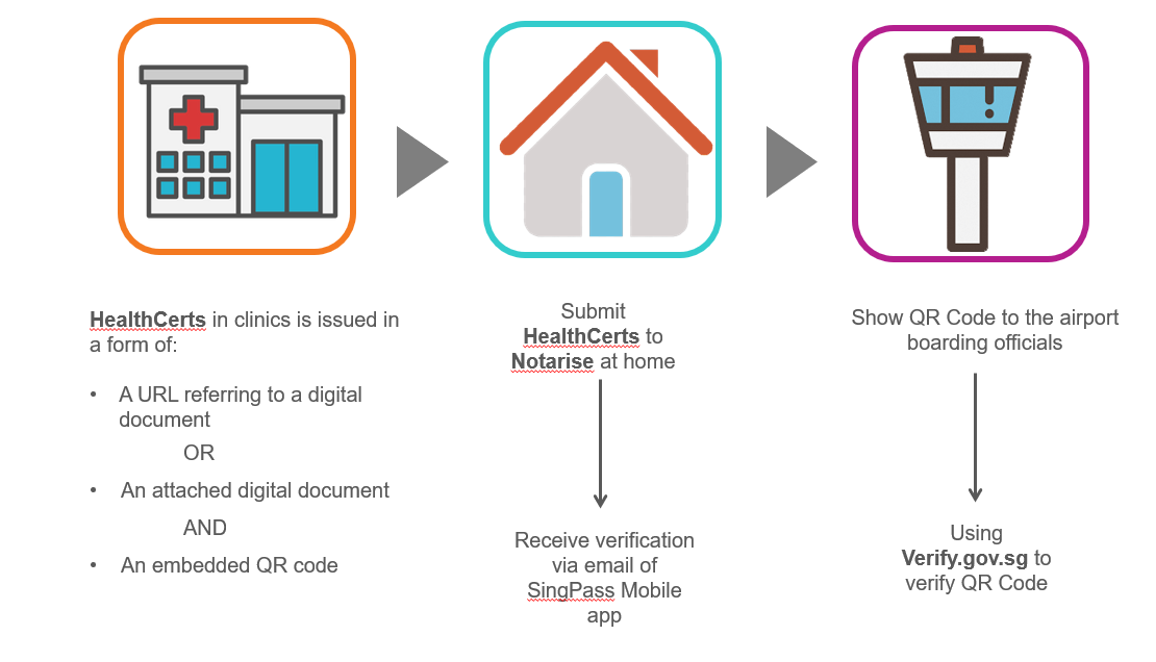 HealthCerts in clinics is issued in
a form of:
• A URL referring to a digital
document
OR
• An attached digital document
AND
• An embedded QR code
Submit
HealthCerts to
Notarise at home
Receive verification
via email of
SingPass Mobile
app
Show QR Code to the airport
boarding officials
Using
Verify.gov.sg to
verify QR Code